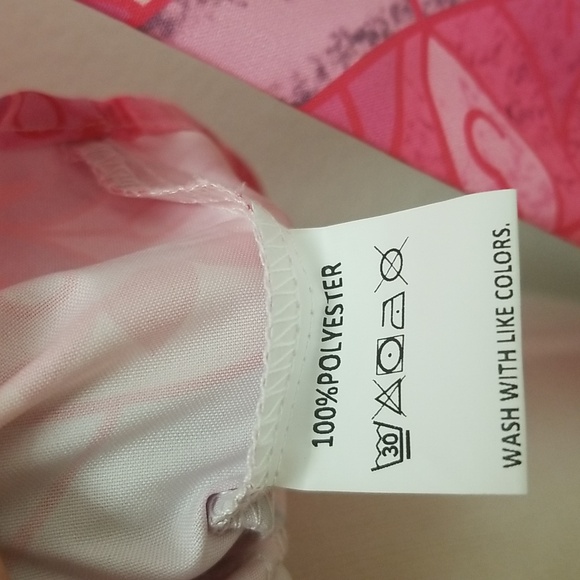 100%POLYESTER
30
WASH WITH LIKE COLORS.